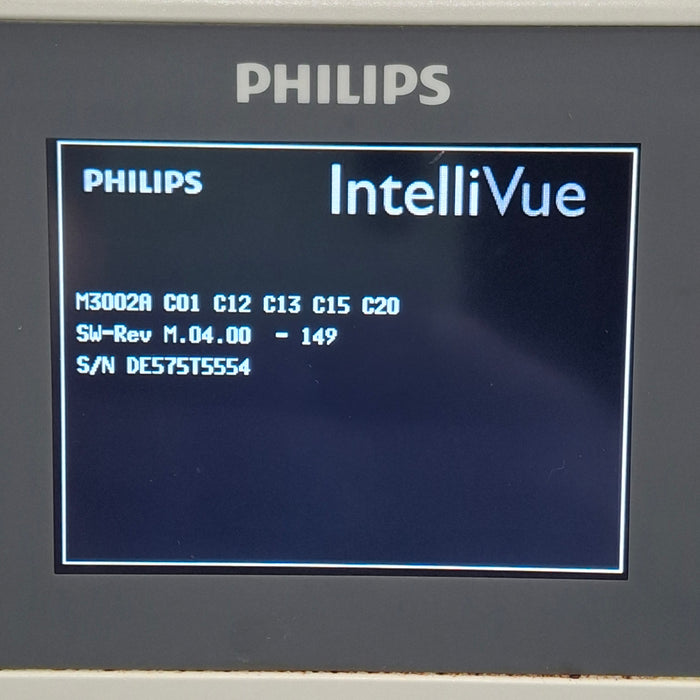 PHILIPS
PHILIPS IntelliVue
M3002A C01 C12 C13 C15 C20
SW-Rev M.04.00 - 149
S/N DE575T5554